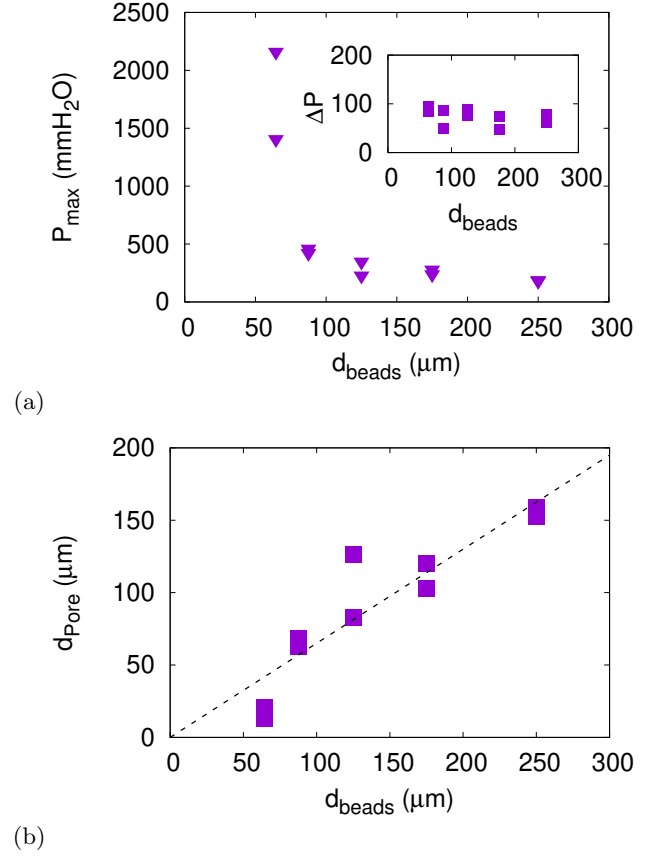 2500
2000
1500
1000
500
0
P_max (mmH₂O)
0 50 100 150 200 250 300
d_beads (μm)
200
100
0
ΔP
0 100 200 300
d_beads
(a)
200
150
100
50
0
d_Pore (μm)
0 50 100 150 200 250 300
d_beads (μm)
(b)